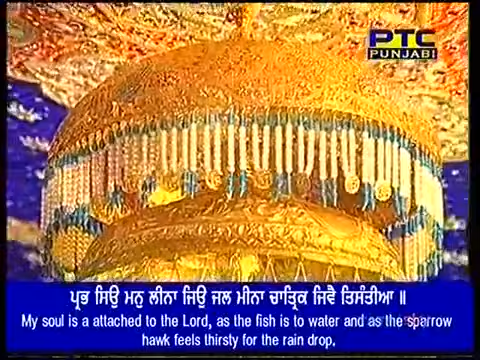 PTC
PUNJABI
ਪ੍ਰਭ ਸਿਉ ਮਨੁ ਲੀਨਾ ਜਿਉ ਜਲ ਮੀਨਾ ਚਾਤ੍ਰਿਕ ਜਿਵੈ ਤਿਸੰਤੀਆ ॥
My soul is a attached to the Lord, as the fish is to water and as the sparrow
hawk feels thirsty for the rain drop,